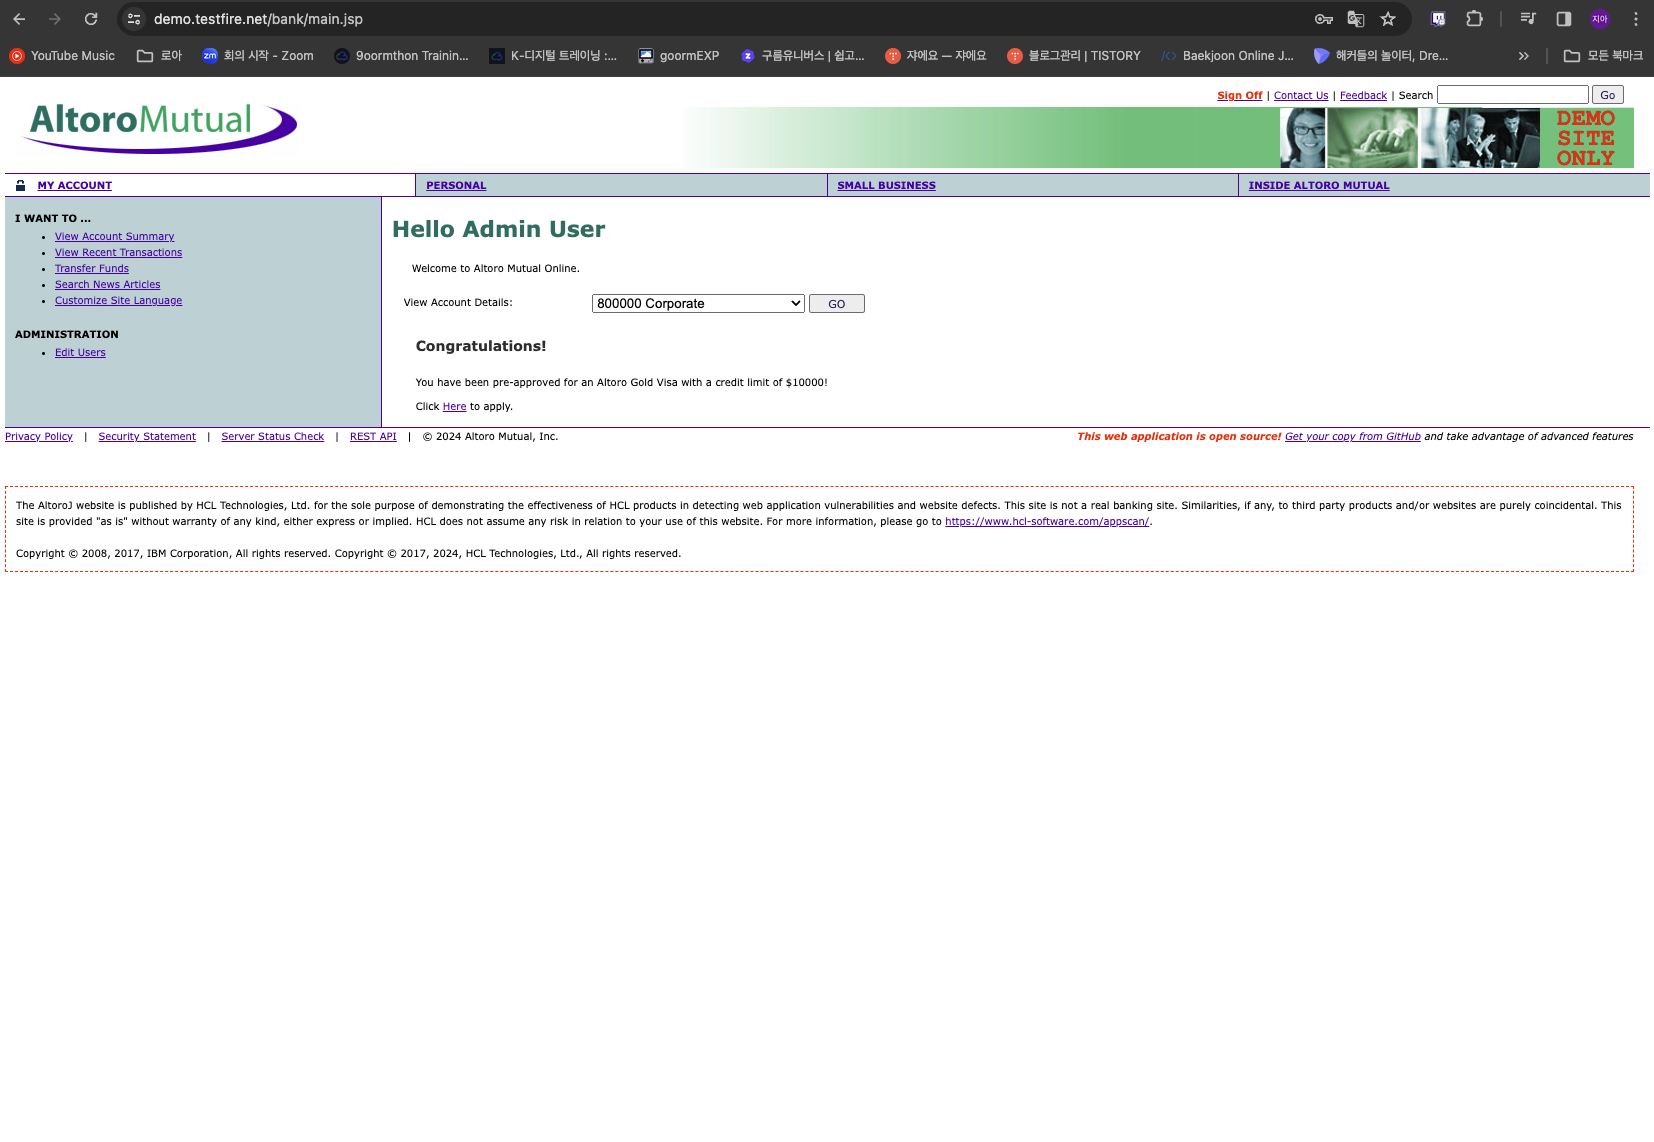 demo.testfire.net/bank/main.jsp
지아
YouTube Music 로아 zm 회의 시작 - Zoom 9oormthon Trainin... K-디지털 트레이닝 :... goormEXP 구름유니버스 | 쉽고... 쟈에요 — 쟈에요 블로그관리 | TISTORY Baekjoon Online J... 해커들의 놀이터, Dre... » 모든 북마크
Sign Off | Contact Us | Feedback | Search Go
AltoroMutual
DEMO
SITE
ONLY
MY ACCOUNT PERSONAL SMALL BUSINESS INSIDE ALTORO MUTUAL
I WANT TO ...
• View Account Summary
• View Recent Transactions
• Transfer Funds
• Search News Articles
• Customize Site Language
ADMINISTRATION
• Edit Users
Hello Admin User
Welcome to Altoro Mutual Online.
View Account Details: 800000 Corporate GO
Congratulations!
You have been pre-approved for an Altoro Gold Visa with a credit limit of $10000!
Click Here to apply.
Privacy Policy | Security Statement | Server Status Check | REST API | © 2024 Altoro Mutual, Inc.
This web application is open source! Get your copy from GitHub and take advantage of advanced features
The AltoroJ website is published by HCL Technologies, Ltd. for the sole purpose of demonstrating the effectiveness of HCL products in detecting web application vulnerabilities and website defects. This site is not a real banking site. Similarities, if any, to third party products and/or websites are purely coincidental. This
site is provided "as is" without warranty of any kind, either express or implied. HCL does not assume any risk in relation to your use of this website. For more information, please go to https://www.hcl-software.com/appscan/.
Copyright © 2008, 2017, IBM Corporation, All rights reserved. Copyright © 2017, 2024, HCL Technologies, Ltd., All rights reserved.